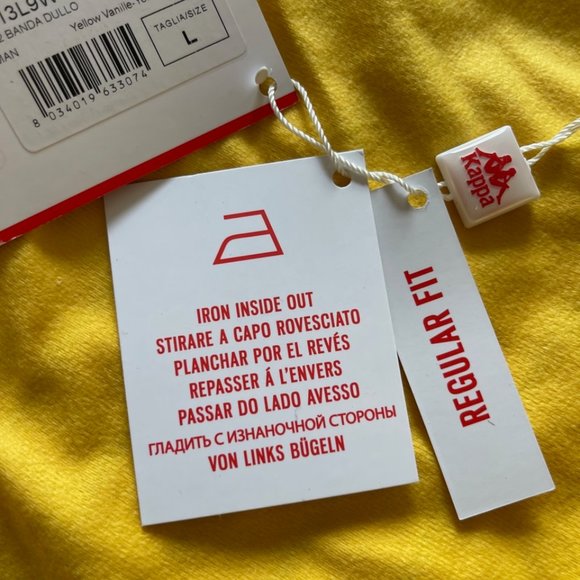 BANDA DULLO
Yellow Vanille-
MAN
TAGLIA/SIZE
L
8 034019 633074
Kappa
IRON INSIDE OUT
STIRARE A CAPO ROVESCIATO
PLANCHAR POR EL REVÉS
REPASSER Á L'ENVERS
PASSAR DO LADO AVESSO
ГЛАДИТЬ С ИЗНАНОЧНОЙ СТОРОНЫ
VON LINKS BÜGELN
REGULAR FIT